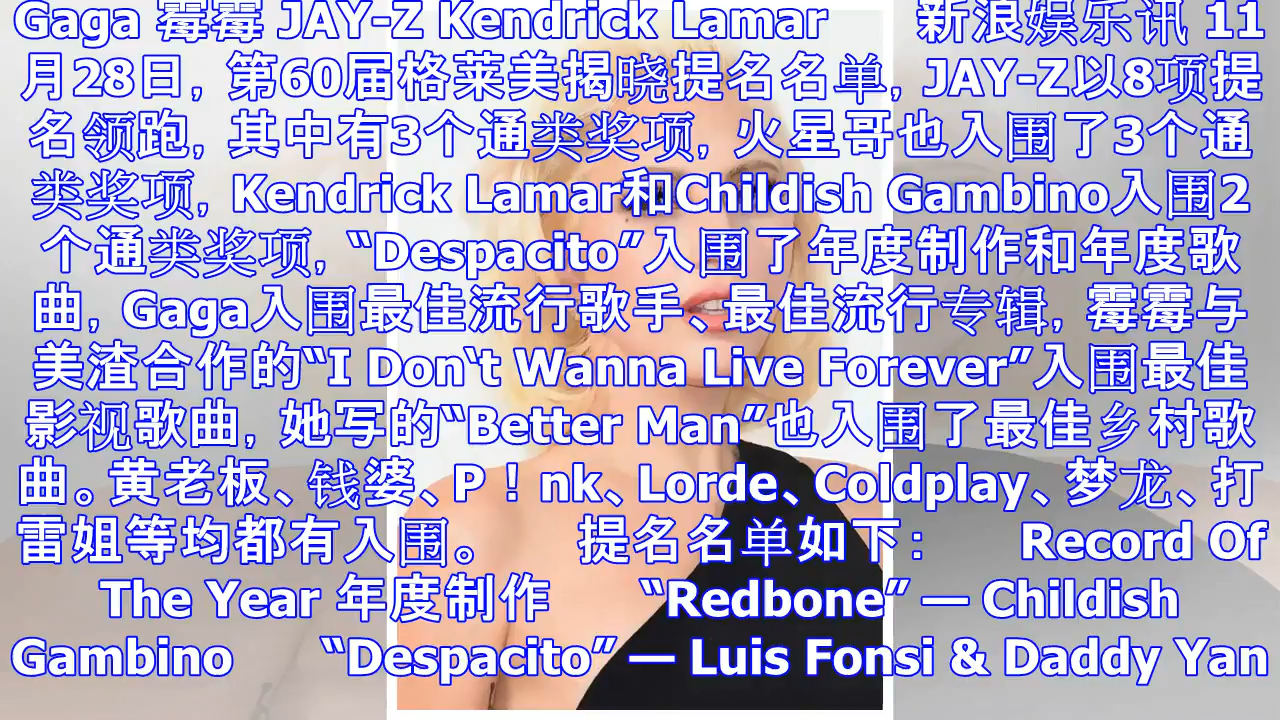 Gaga 霉霉 JAY-Z Kendrick Lamar 新浪娱乐讯 11
月28日, 第60届格莱美揭晓提名名单, JAY-Z以8项提
名领跑, 其中有3个通类奖项, 火星哥也入围了3个通
类奖项, Kendrick Lamar和Childish Gambino入围2
个通类奖项, “Despacito”入围了年度制作和年度歌
曲, Gaga入围最佳流行歌手、最佳流行专辑, 霉霉与
美渣合作的“I Don‘t Wanna Live Forever”入围最佳
影视歌曲, 她写的“Better Man”也入围了最佳乡村歌
曲。黄老板、钱婆、P！nk、Lorde、Coldplay、梦龙、打
雷姐等均都有入围。 提名名单如下: Record Of
The Year 年度制作 “Redbone” — Childish
Gambino “Despacito” — Luis Fonsi & Daddy Yan